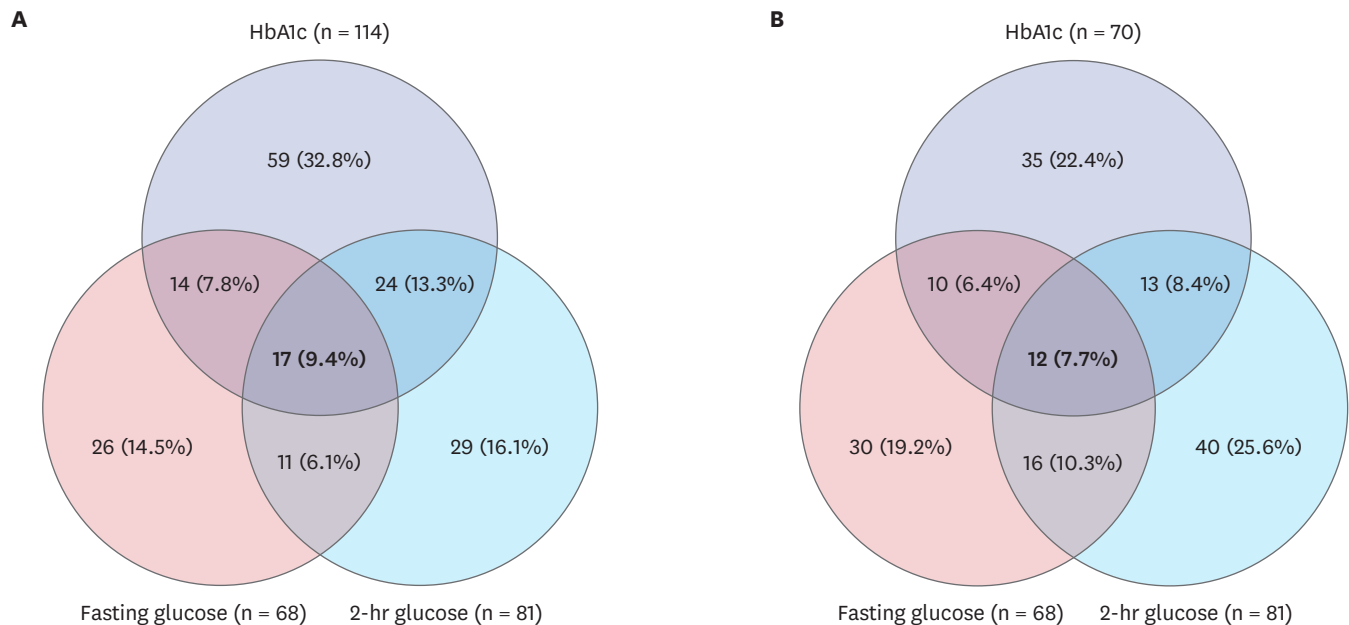 A
HbA1c (n = 114)
59 (32.8%)
14 (7.8%)
24 (13.3%)
17 (9.4%)
26 (14.5%)
11 (6.1%)
29 (16.1%)
Fasting glucose (n = 68)
2-hr glucose (n = 81)
B
HbA1c (n = 70)
35 (22.4%)
10 (6.4%)
13 (8.4%)
12 (7.7%)
30 (19.2%)
16 (10.3%)
40 (25.6%)
Fasting glucose (n = 68)
2-hr glucose (n = 81)